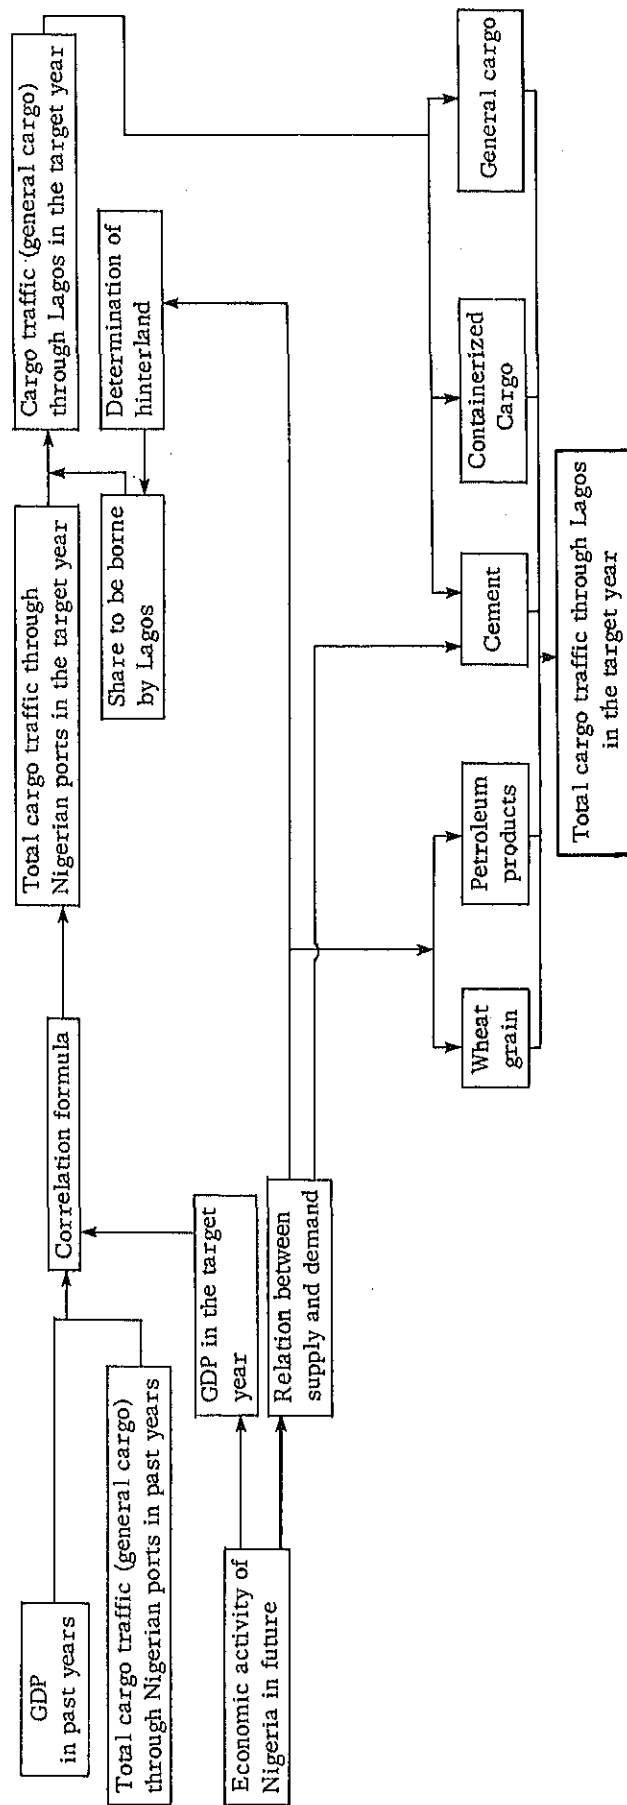 GDP
in past years
Total cargo traffic (general cargo)
through Nigerian ports in past years
Economic activity of
Nigeria in future
Correlation formula
GDP in the target
year
Relation between
supply and demand
Total cargo traffic through
Nigerian ports in the target year
Share to be borne
by Lagos
Cargo traffic (general cargo)
through Lagos in the target year
Determination of
hinterland
Wheat
grain
Petroleum
products
Cement
Containerized
Cargo
General cargo
Total cargo traffic through Lagos
in the target year